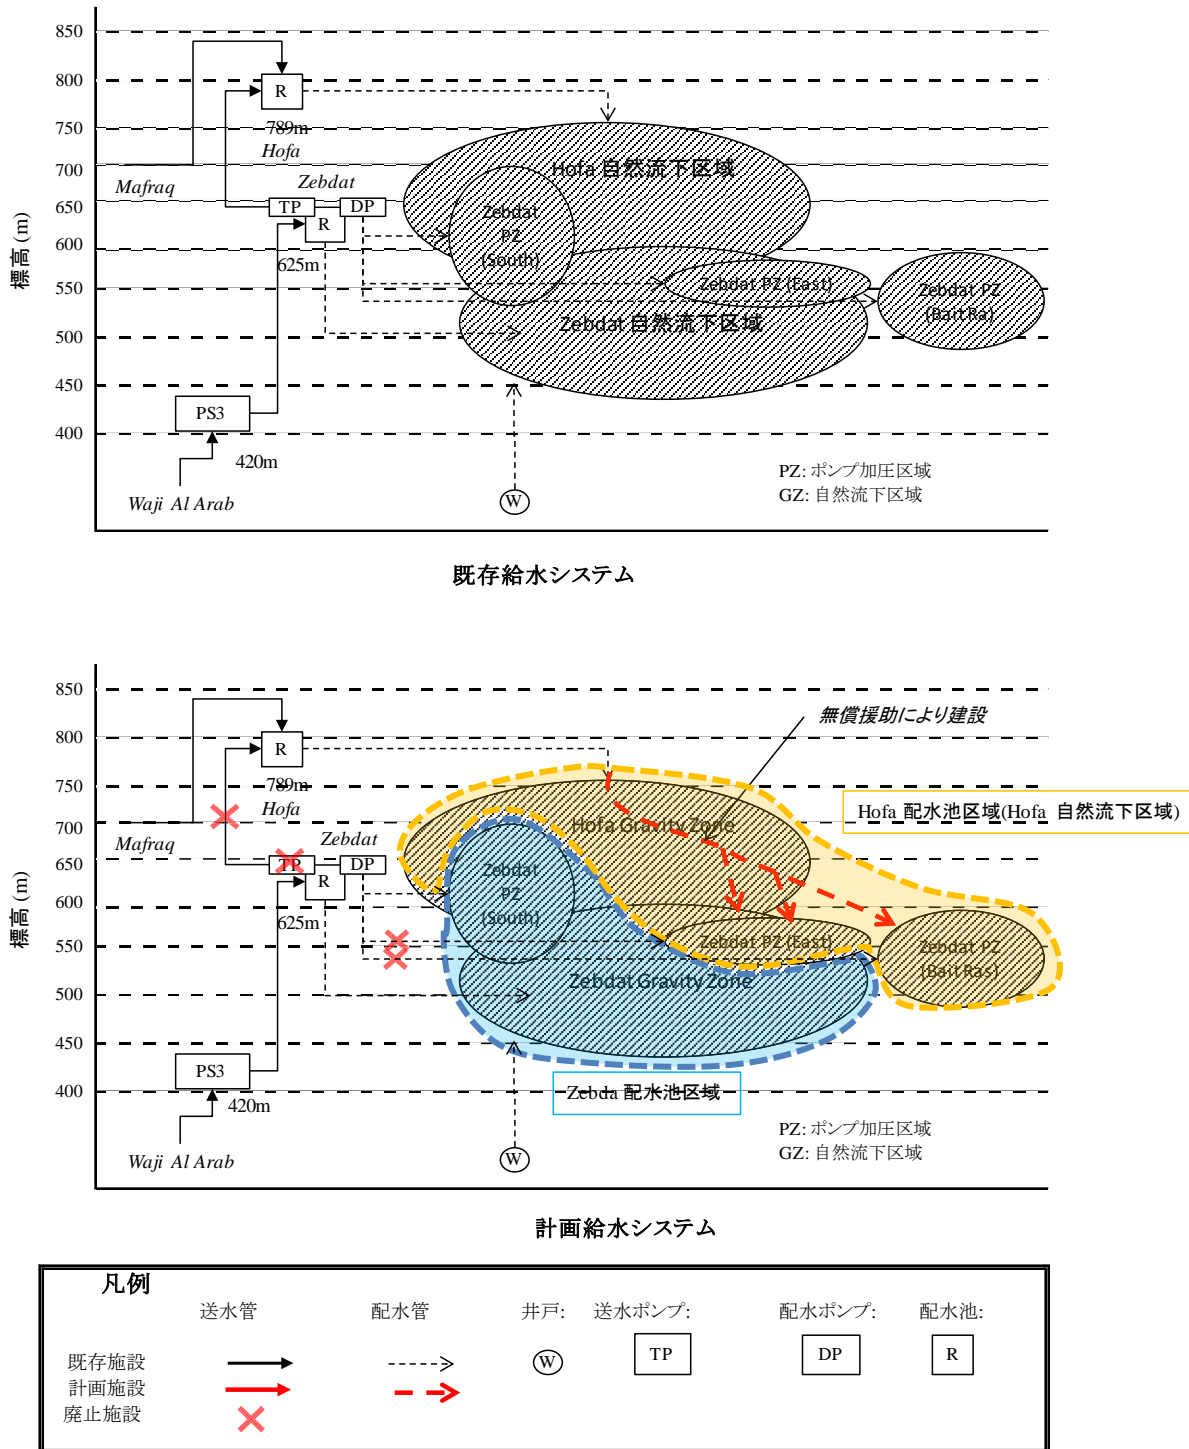 850
800
750
700
650
600
550
500
450
400
標高 (m)
R
789m
Hofa
Mafraq
Zebdat
TP
DP
R
625m
PS3
420m
Waji Al Arab
W
Hofa 自然流下区域
Zebdat
PZ
(South)
Zebdat PZ (East)
Zebdat PZ
(Bait Ra)
Zebdat 自然流下区域
PZ: ポンプ加圧区域
GZ: 自然流下区域
既存給水システム
850
800
750
700
650
600
550
500
450
400
標高 (m)
無償援助により建設
R
789m
Hofa
Mafraq
Zebdat
TP
DP
R
625m
PS3
420m
Waji Al Arab
W
Hofa 配水池区域(Hofa 自然流下区域)
Hofa Gravity Zone
Zebdat
PZ
(South)
Zebdat PZ (East)
Zebdat PZ
(Bait Ras)
Zebdat Gravity Zone
Zebda 配水池区域
PZ: ポンプ加圧区域
GZ: 自然流下区域
計画給水システム
凡例
送水管 配水管 井戸: 送水ポンプ: 配水ポンプ: 配水池:
既存施設 W TP DP R
計画施設
廃止施設